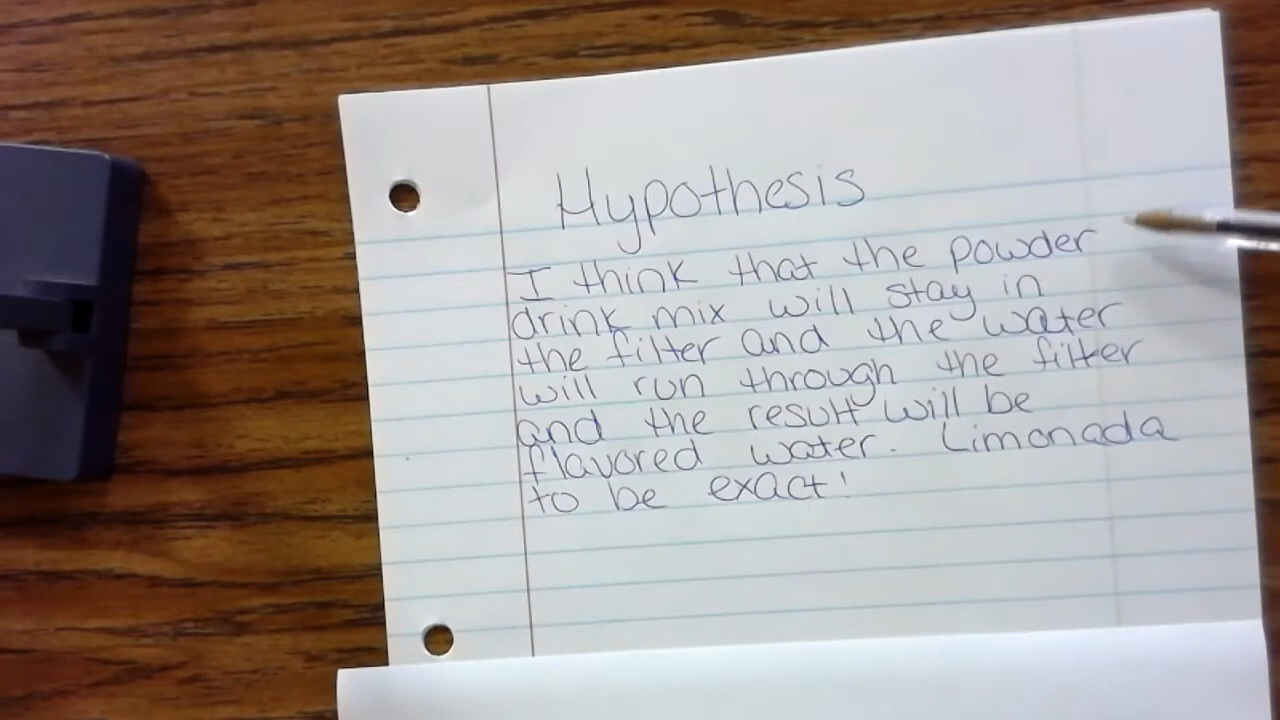 Hypothesis
I think that the powder
drink mix will stay in
the filter and the water
will run through the filter
and the result will be
flavored water. Limonada
to be exact!